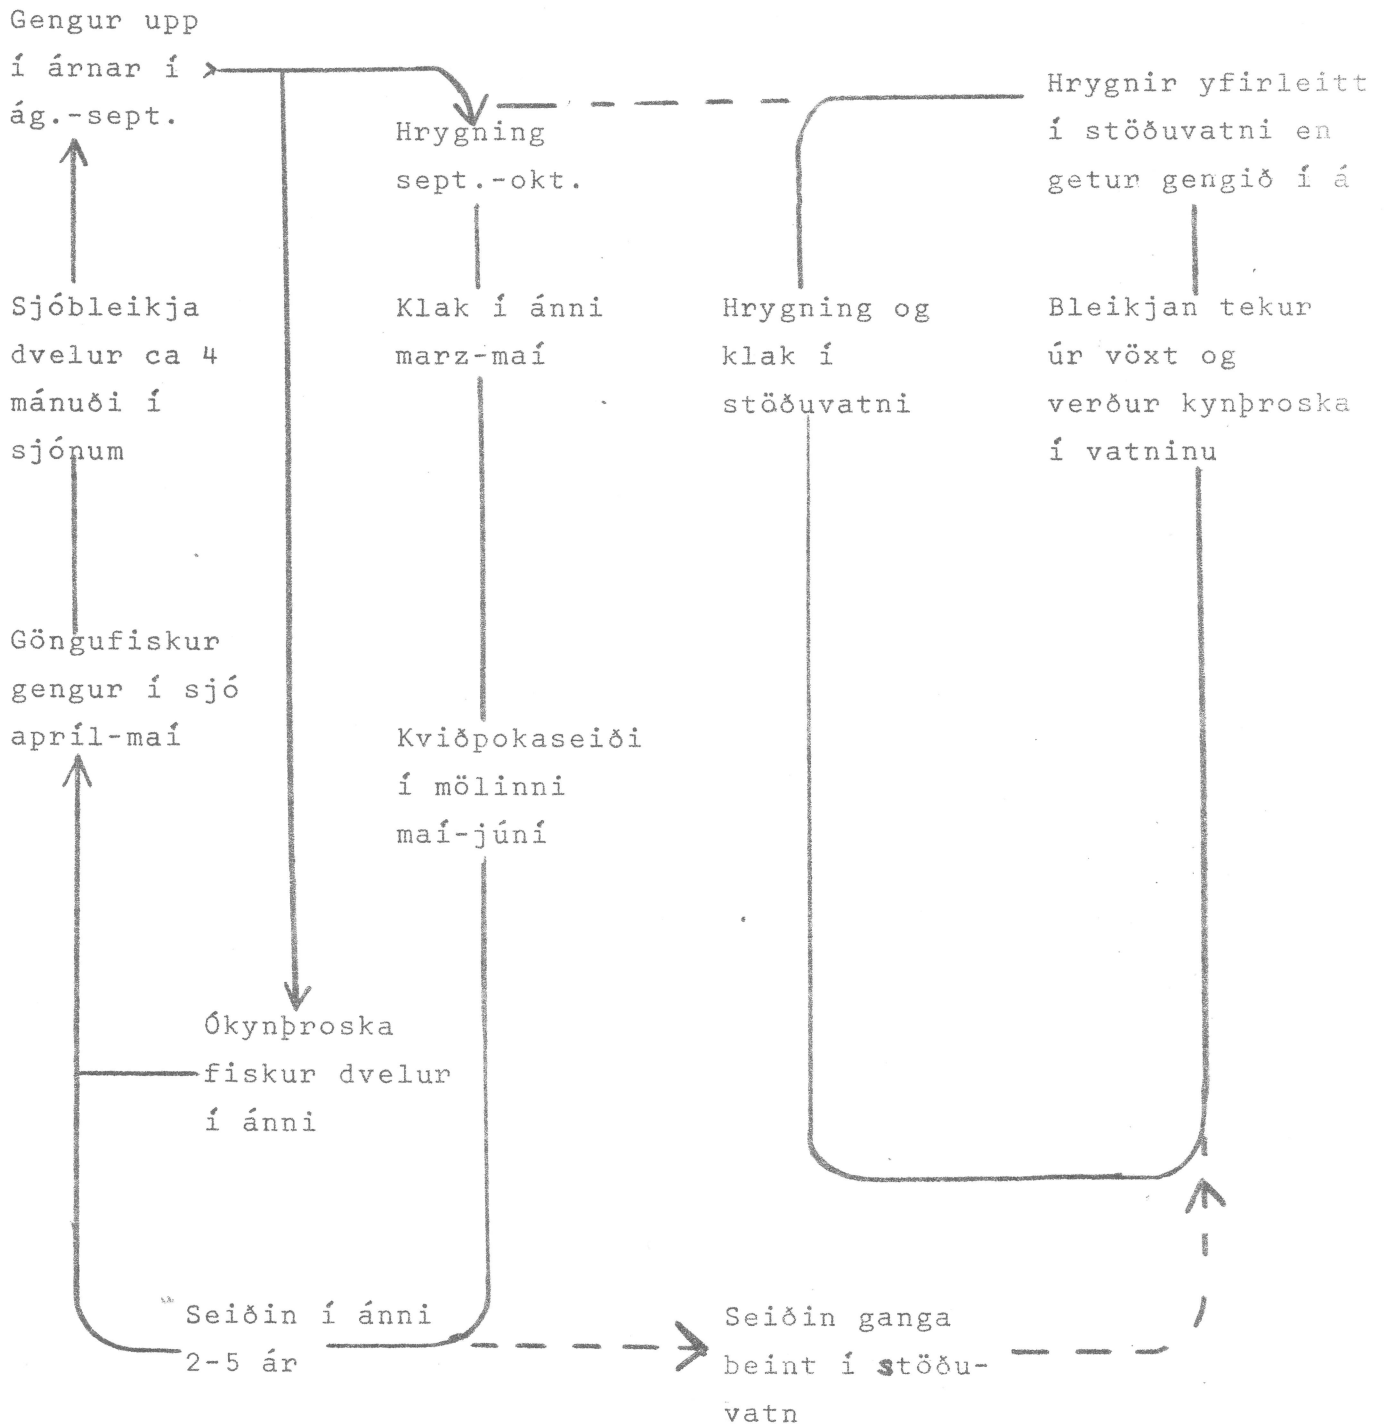 Gengur upp
í árnar í
ág.-sept.
Hrygning
sept.-okt.
Hrygnir yfirleitt
í stöðuvatni en
getur gengið í á
Sjóbleikja
dvelur ca 4
mánuði í
sjónum
Klak í ánni
marz-maí
Hrygning og
klak í
stöðuvatni
Bleikjan tekur
úr vöxt og
verður kynþroska
í vatninu
Göngufiskur
gengur í sjó
apríl-maí
Kviðpokaseiði
í mölinni
maí-júní
Ókynþroska
fiskur dvelur
í ánni
Seiðin í ánni
2-5 ár
Seiðin ganga
beint í stöðu-
vatn